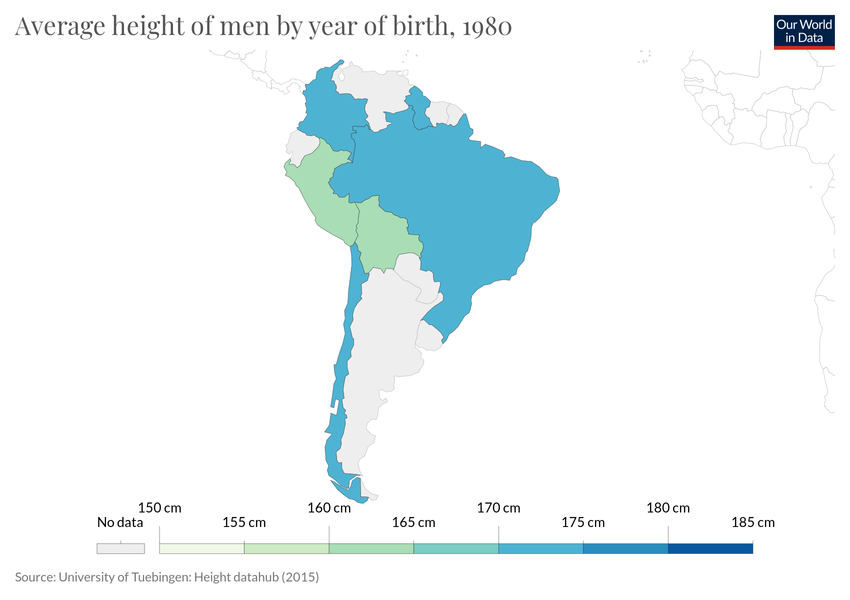 Average height of men by year of birth, 1980
Our World
in Data
150 cm 160 cm 170 cm 180 cm
No data 155 cm 165 cm 175 cm 185 cm
Source: University of Tuebingen: Height datahub (2015)